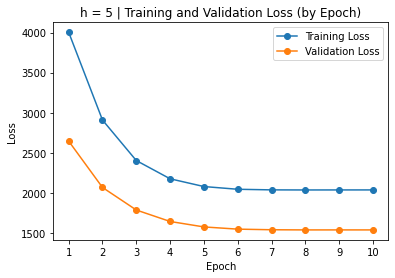 h = 5 | Training and Validation Loss (by Epoch)
Training Loss
Validation Loss
Loss
4000
3500
3000
2500
2000
1500
1 2 3 4 5 6 7 8 9 10
Epoch